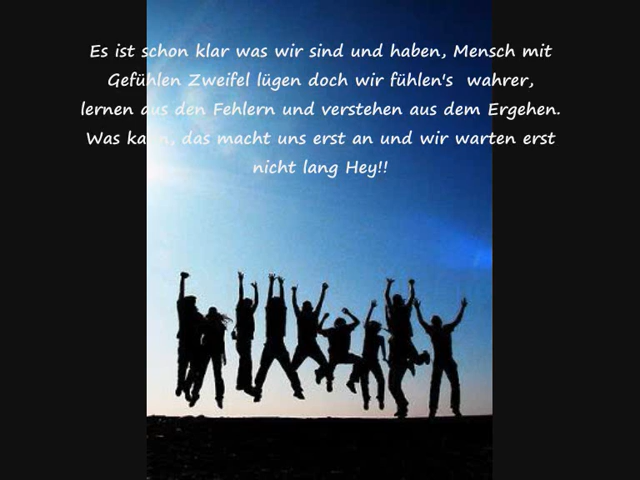 Es ist schon klar was wir sind und haben, Mensch mit
Gefühlen Zweifel lügen doch wir fühlen's  wahrer,
lernen aus den Fehlern und verstehen aus dem Ergehen.
Was kann, das macht uns erst an und wir warten erst
nicht lang Hey!!